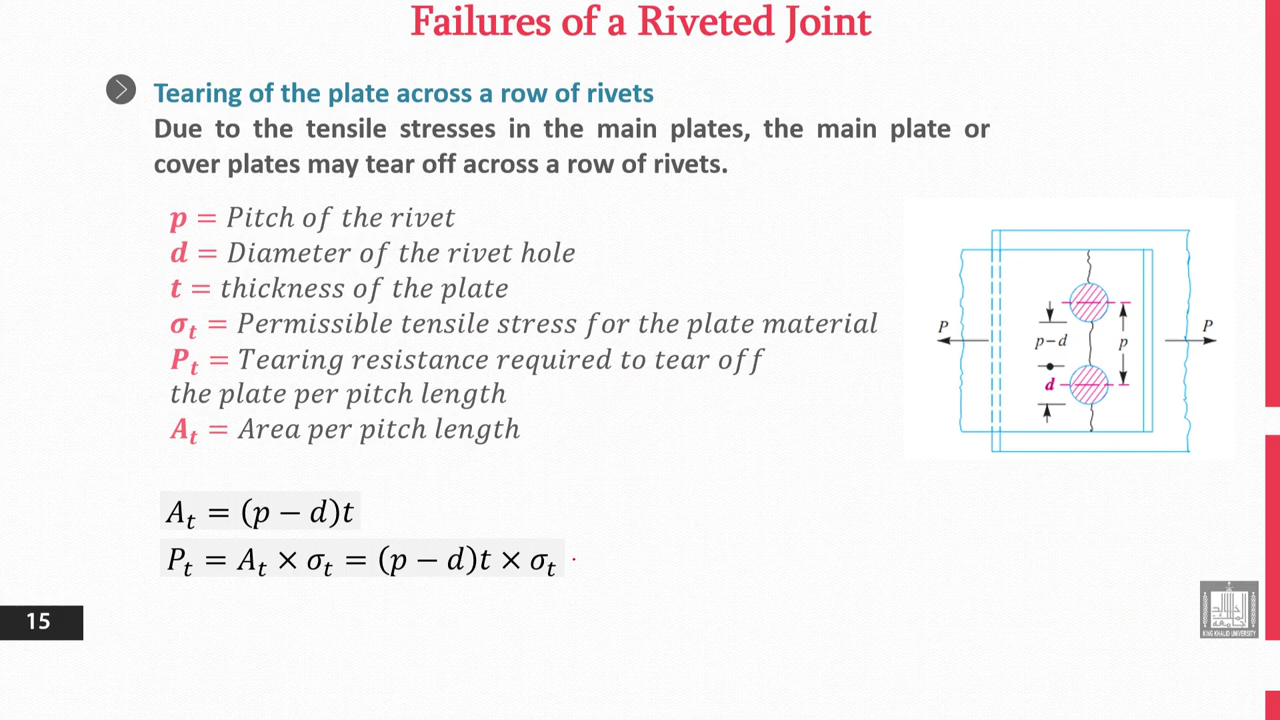 Failures of a Riveted Joint
Tearing of the plate across a row of rivets
Due to the tensile stresses in the main plates, the main plate or
cover plates may tear off across a row of rivets.
p = Pitch of the rivet
d = Diameter of the rivet hole
t = thickness of the plate
σₜ = Permissible tensile stress for the plate material
Pₜ = Tearing resistance required to tear off
the plate per pitch length
Aₜ = Area per pitch length
Aₜ = (p − d)t
Pₜ = Aₜ × σₜ = (p − d)t × σₜ
P
p−d
p
d
P
15
KING KHALID UNIVERSITY